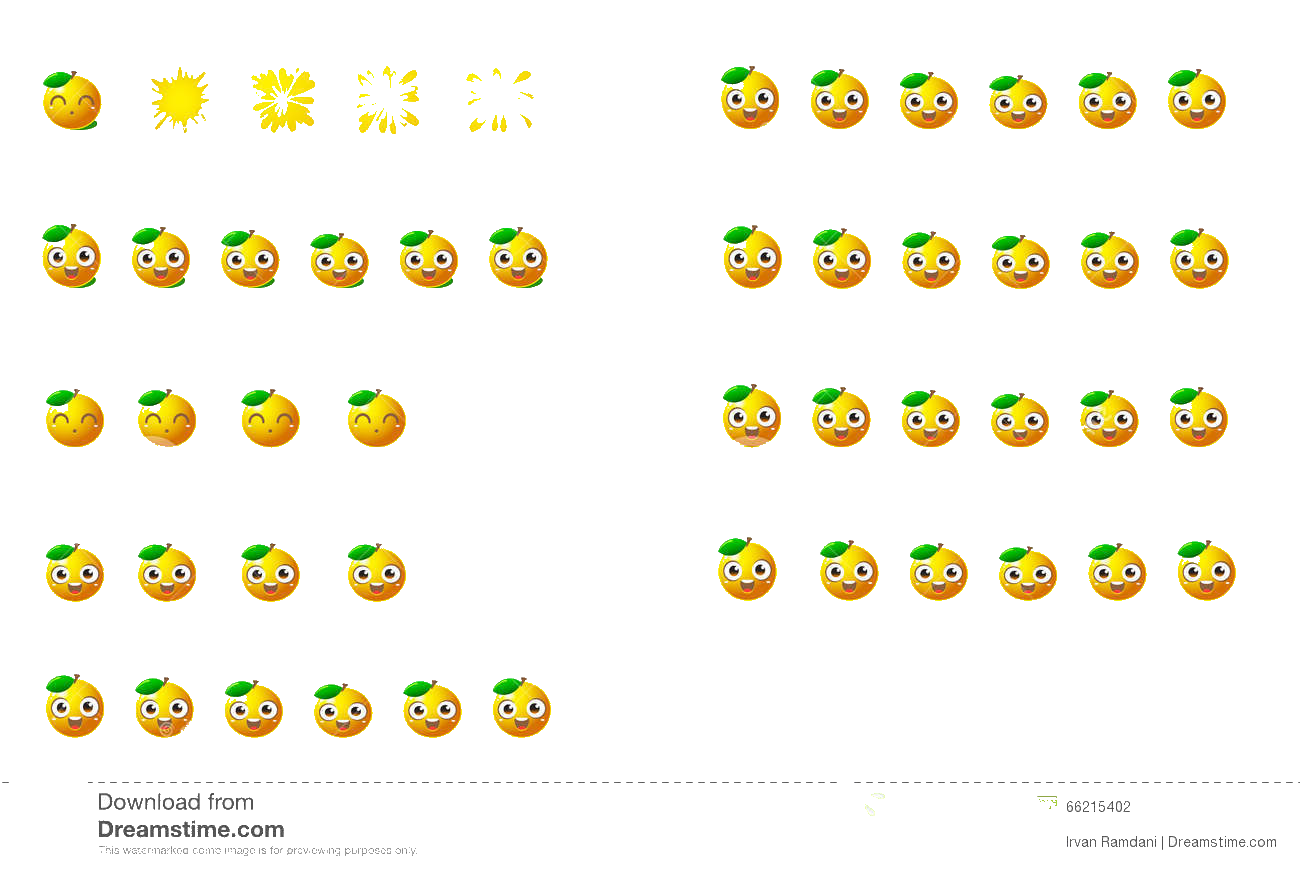 Download from
Dreamstime.com
This watermarked comp image is for previewing purposes only.
66215402
Irvan Ramdani | Dreamstime.com